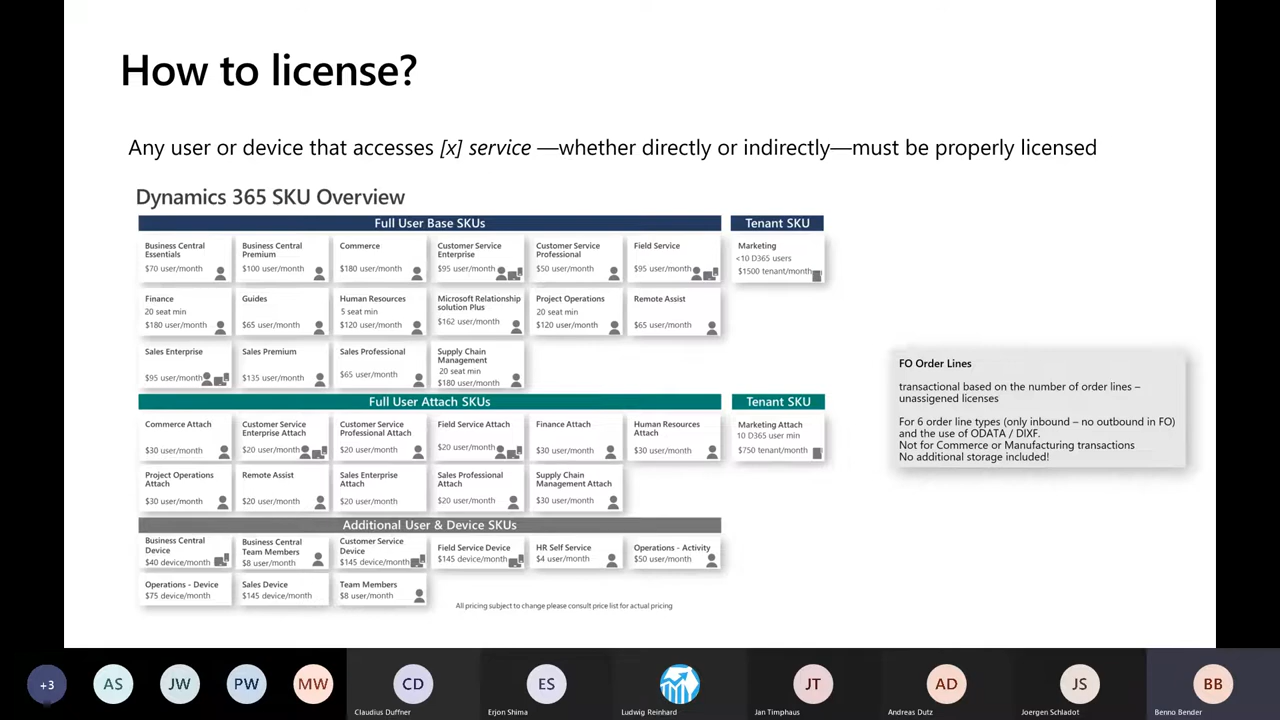 How to license?
Any user or device that accesses [x] service —whether directly or indirectly—must be properly licensed
Dynamics 365 SKU Overview
Full User Base SKUs
Tenant SKU
Business Central
Essentials
$70 user/month
Business Central
Premium
$100 user/month
Commerce
$180 user/month
Customer Service
Enterprise
$95 user/month
Customer Service
Professional
$50 user/month
Field Service
$95 user/month
Marketing
<10 D365 users
$1500 tenant/month
Finance
20 seat min
$180 user/month
Guides
$65 user/month
Human Resources
5 seat min
$120 user/month
Microsoft Relationship
solution Plus
$162 user/month
Project Operations
20 seat min
$120 user/month
Remote Assist
$65 user/month
Sales Enterprise
$95 user/month
Sales Premium
$135 user/month
Sales Professional
$65 user/month
Supply Chain
Management
20 seat min
$180 user/month
Full User Attach SKUs
Tenant SKU
Commerce Attach
$30 user/month
Customer Service
Enterprise Attach
$20 user/month
Customer Service
Professional Attach
$20 user/month
Field Service Attach
$20 user/month
Finance Attach
$30 user/month
Human Resources
Attach
$30 user/month
Marketing Attach
10 D365 user min
$750 tenant/month
Project Operations
Attach
$30 user/month
Remote Assist
$20 user/month
Sales Enterprise
Attach
$20 user/month
Sales Professional
Attach
$20 user/month
Supply Chain
Management Attach
$30 user/month
Additional User & Device SKUs
Business Central
Device
$40 device/month
Business Central
Team Members
$8 user/month
Customer Service
Device
$145 device/month
Field Service Device
$145 device/month
HR Self Service
$4 user/month
Operations - Activity
$50 user/month
Operations - Device
$75 device/month
Sales Device
$145 device/month
Team Members
$8 user/month
All pricing subject to change please consult price list for actual pricing
FO Order Lines
transactional based on the number of order lines –
unassigened licenses
For 6 order line types (only inbound – no outbound in FO)
and the use of ODATA / DIXF.
Not for Commerce or Manufacturing transactions
No additional storage included!
+3
AS
JW
PW
MW
CD
Claudius Duffner
ES
Erjon Shima
Ludwig Reinhard
JT
Jan Timphaus
AD
Andreas Dutz
JS
Joergen Schladot
BB
Benno Bender